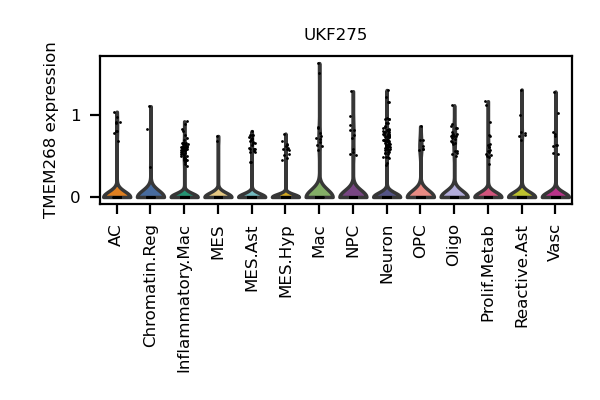 UKF275
TMEM268 expression
1
0
AC
Chromatin.Reg
Inflammatory.Mac
MES
MES.Ast
MES.Hyp
Mac
NPC
Neuron
OPC
Oligo
Prolif.Metab
Reactive.Ast
Vasc